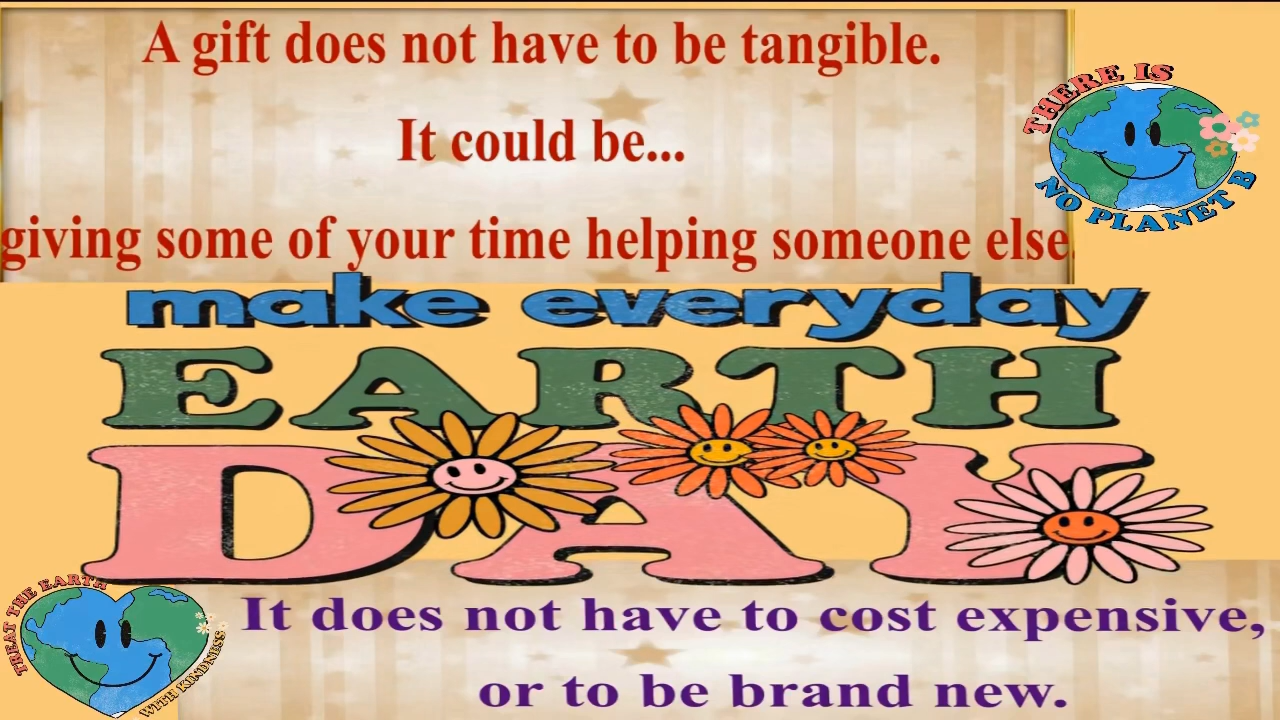 A gift does not have to be tangible.
THERE IS
NO PLANET B
It could be...
giving some of your time helping someone else.
make everyday
EARTH
DAY
TREAT THE EARTH
WITH KINDNESS
It does not have to cost expensive,
or to be brand new.